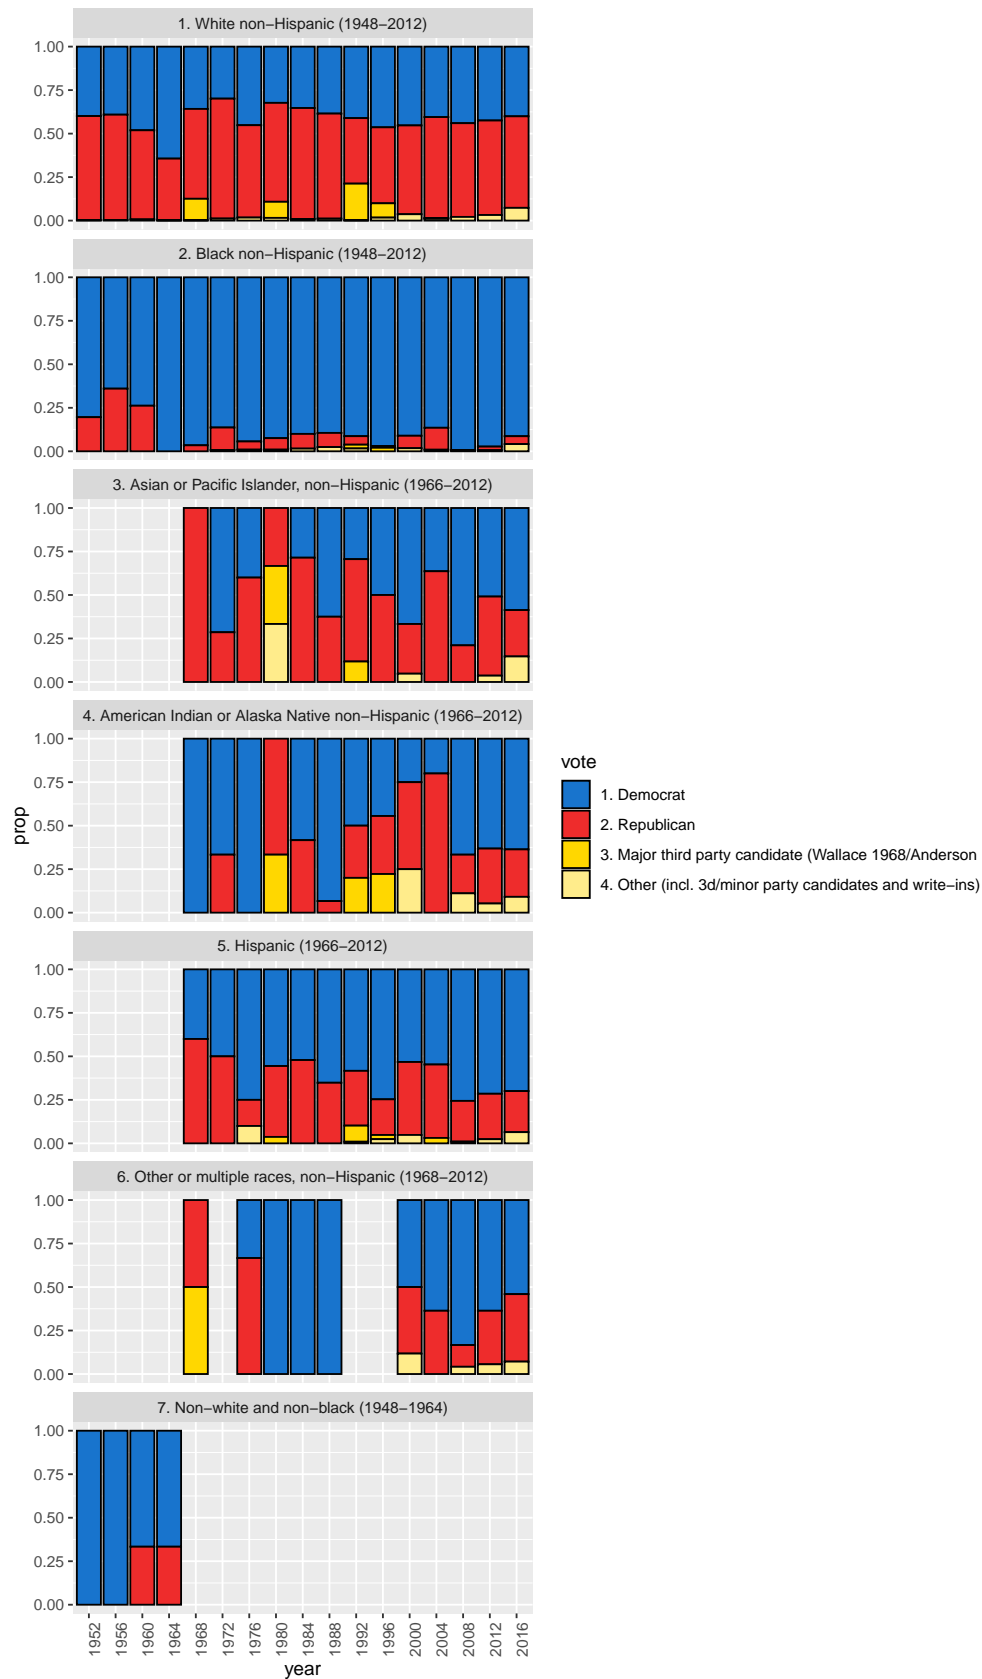 1. White non−Hispanic (1948−2012)
1.00
0.75
0.50
0.25
0.00
2. Black non−Hispanic (1948−2012)
1.00
0.75
0.50
0.25
0.00
3. Asian or Pacific Islander, non−Hispanic (1966−2012)
1.00
0.75
0.50
0.25
0.00
4. American Indian or Alaska Native non−Hispanic (1966−2012)
1.00
0.75
0.50
0.25
0.00
5. Hispanic (1966−2012)
1.00
0.75
0.50
0.25
0.00
6. Other or multiple races, non−Hispanic (1968−2012)
1.00
0.75
0.50
0.25
0.00
7. Non−white and non−black (1948−1964)
1.00
0.75
0.50
0.25
0.00
prop
1952 1956 1960 1964 1968 1972 1976 1980 1984 1988 1992 1996 2000 2004 2008 2012 2016
year
vote
1. Democrat
2. Republican
3. Major third party candidate (Wallace 1968/Anderson
4. Other (incl. 3d/minor party candidates and write−ins)